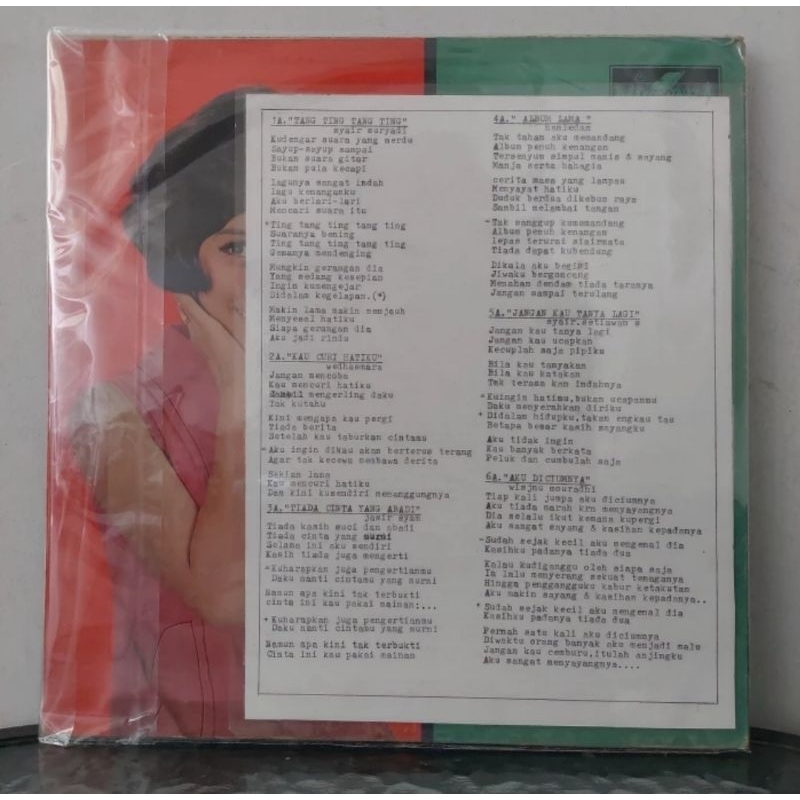 1A."TANG TING TANG TING"
syair suryadi
Kudengar suara yang merdu
Sayup-sayup sampai
Bukan suara gitar
Bukan pula kecapi
Lagunya sangat indah
lagu kenanganku
Aku berlari-lari
Mencari suara itu
*Ting tang ting tang ting
Suaranya bening
Ting tang ting tang ting
Gemanya mendenging
Mungkin gerangan dia
Yang sedang kesepian
Ingin kumengejar
Didalam kegelapan.(*)
Makin lama makin menjauh
Menyesal hatiku
Siapa gerangan dia
Aku jadi rindu
2A."KAU CURI HATIKU"
wedhasmara
Jangan mencoba
Kau mencuri hatiku
Sambil mengerling daku
Tak kutahu
Kini mengapa kau pergi
Tiada berita
Setelah kau taburkan cintamu
-Aku ingin dikau akan berterus terang
Agar tak kecewa membawa derita
Sekian lama
Kau mencuri hatiku
Dan kini kusendiri menanggungnya
3A."TIADA CINTA YANG ABADI"
jasir syam
Tiada kasih suci dan abadi
Tiada cinta yang murni
Selama ini aku sendiri
Kasih tiada juga mengerti
-Kuharapkan juga pengertianmu
Daku nanti cintamu yang murni
Namun apa kini tak terbukti
cinta ini kau pakai mainan:...
*Kuharapkan juga pengertianmu
Daku nanti cintamu yang murni
Namun apa kini tak terbukti
Cinta ini kau pakai mainan
4A." ALBUM LAMA "
hamiedan
Tak tahan aku memandang
Album penuh kenangan
Tersenyum simpul manis & sayang
Manja serta bahagia
cerita masa yang lampau
Menyayat hatiku
Duduk berdua dikebun raya
Sambil melambai tangan
-Tak sanggup kumemandang
Album penuh kenangan
lepas terurai siairmata
Tiada dapat kubendung
Dikala aku begini
Jiwaku bergoncang
Menahan dendam tiada taranya
Jangan sampai terulang
5A."JANGAN KAU TANYA LAGI"
syair.setiawan s
Jangan kau tanya lagi
Jangan kau ucapkan
Kecuplah saja pipiku
Bila kau tanyakan
Bila kau katakan
Tak terasa kan indahnya
-Kuingin hatimu,bukan ucapanmu
Daku menyerahkan diriku
*Didalam hidupku,takan engkau tau
Betapa besar kasih sayangku
Aku tidak ingin
Kau banyak berkata
Peluk dan cumbulah saja
6A."AKU DICIUMNYA"
wisjnu mouradhi
Tiap kali jumpa aku diciumnya
Aku tiada marah krn menyayangnya
Dia selalu ikut kemana kupergi
Aku sangat sayang & kasihan kepadanya
-Sudah sejak kecil aku mengenal dia
Kasihku padanya tiada dua
Kalau kudiganggu oleh siapa saja
Ia lalu menyerang sekuat tenaganya
Hingga pengganguku kabur ketakutan
Aku makin sayang & kasihan kepadanya..
*Sudah sejak kecil aku mengenal dia
Kasihku padanya tiada dua
Pernah satu kali aku diciumnya
Diwaktu orang banyak aku menjadi malu
Jangan kau cemburu,itulah anjingku
Aku sangat menyayangnya....